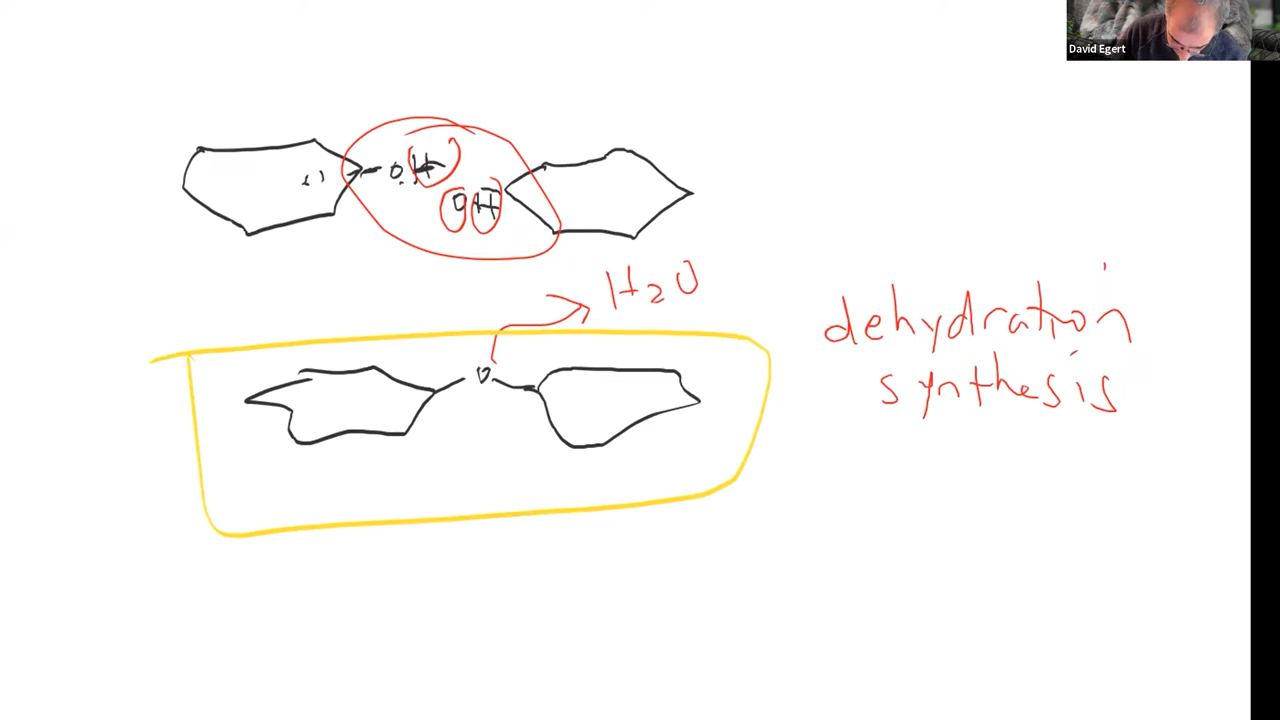 David Egert
OH
OH
H2O
dehydration
synthesis
O